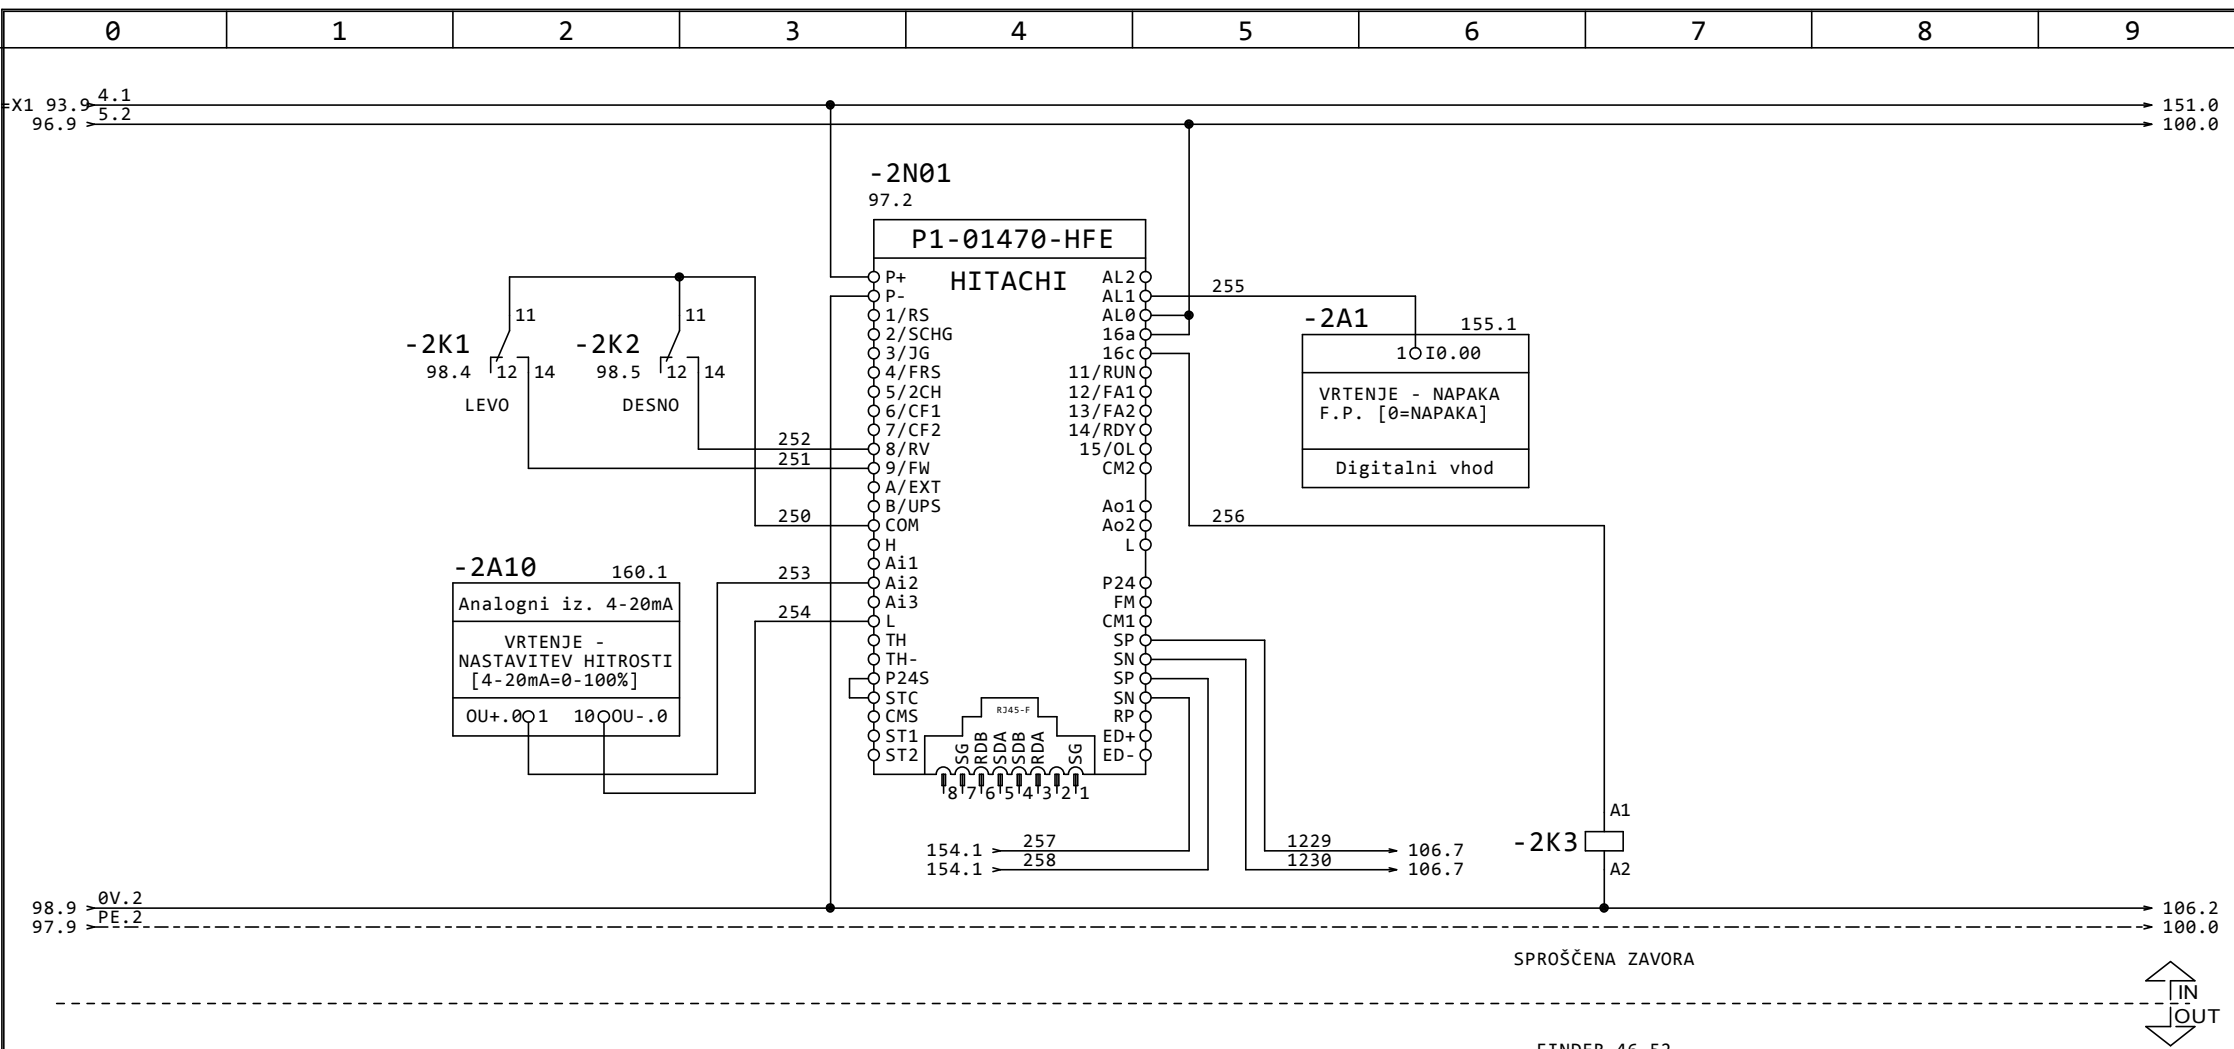 0 1 2 3 4 5 6 7 8 9
=X1 93.9 4.1 151.0
96.9 5.2 100.0
-2N01
97.2
P1-01470-HFE
HITACHI
P+ AL2
P- AL1 255
1/RS AL0
2/SCHG 16a
3/JG 16c
4/FRS 11/RUN
5/2CH 12/FA1
6/CF1 13/FA2
7/CF2 14/RDY
252 8/RV 15/OL
251 9/FW CM2
A/EXT
B/UPS Ao1
250 COM Ao2 256
H L
Ai1
253 Ai2 P24
Ai3 FM
254 L CM1
TH SP
TH- SN
P24S SP
STC SN
CMS RP
ST1 ED+
ST2 ED-
RJ45-F
SG RDB SDA SDB RDA SG
8 7 6 5 4 3 2 1
11 11
-2K1 -2K2
98.4 12 14 98.5 12 14
LEVO DESNO
-2A1 155.1
1 I0.00
VRTENJE - NAPAKA
F.P. [0=NAPAKA]
Digitalni vhod
-2A10 160.1
Analogni iz. 4-20mA
VRTENJE -
NASTAVITEV HITROSTI
[4-20mA=0-100%]
OU+.0 1 10 OU-.0
154.1 257 1229 106.7
154.1 258 1230 106.7
A1
-2K3
A2
98.9 0V.2 106.2
97.9 PE.2 100.0
SPROŠČENA ZAVORA
IN
OUT